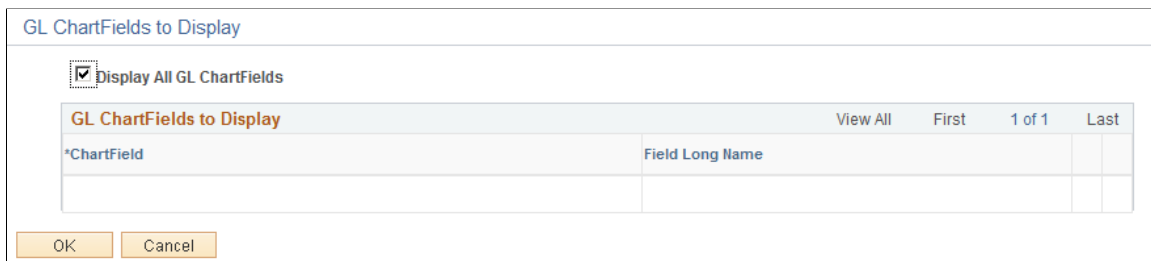 GL ChartFields to Display
Display All GL ChartFields
GL ChartFields to Display View All First 1 of 1 Last
*ChartField Field Long Name
OK Cancel